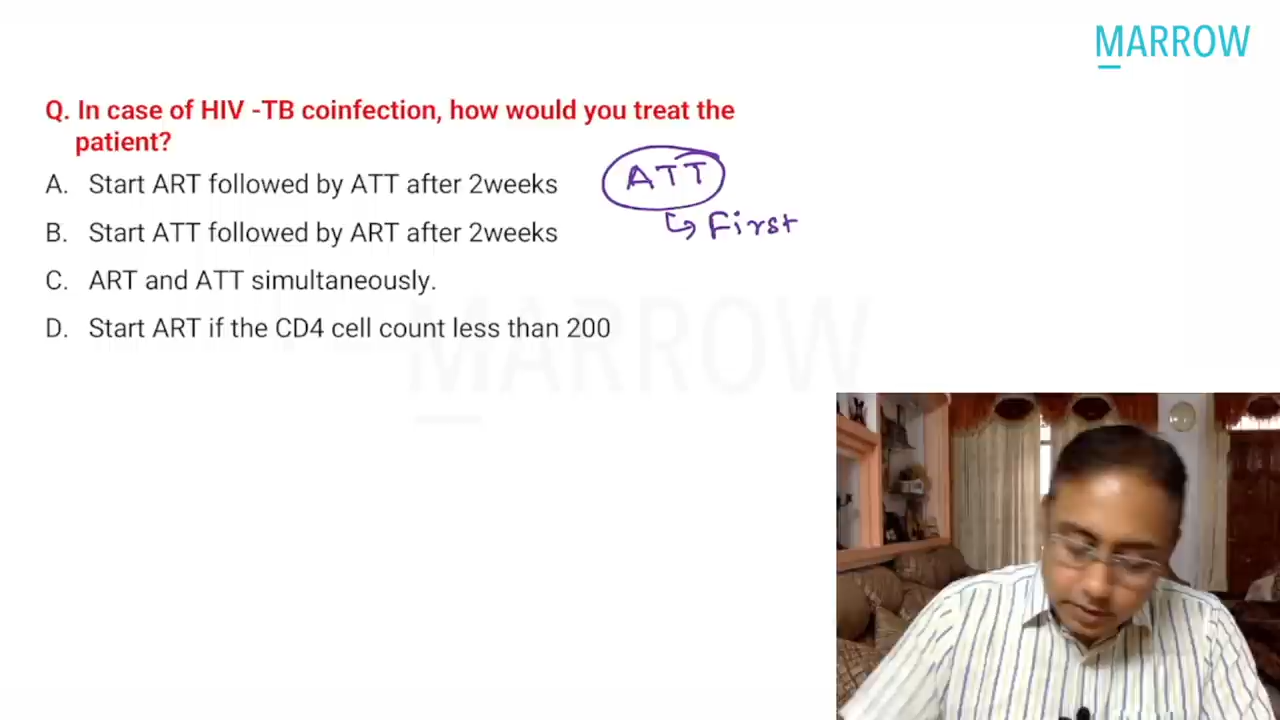 MARROW
Q. In case of HIV -TB coinfection, how would you treat the
patient?
A. Start ART followed by ATT after 2weeks
B. Start ATT followed by ART after 2weeks
C. ART and ATT simultaneously.
D. Start ART if the CD4 cell count less than 200
ATT
↳ First
MARROW